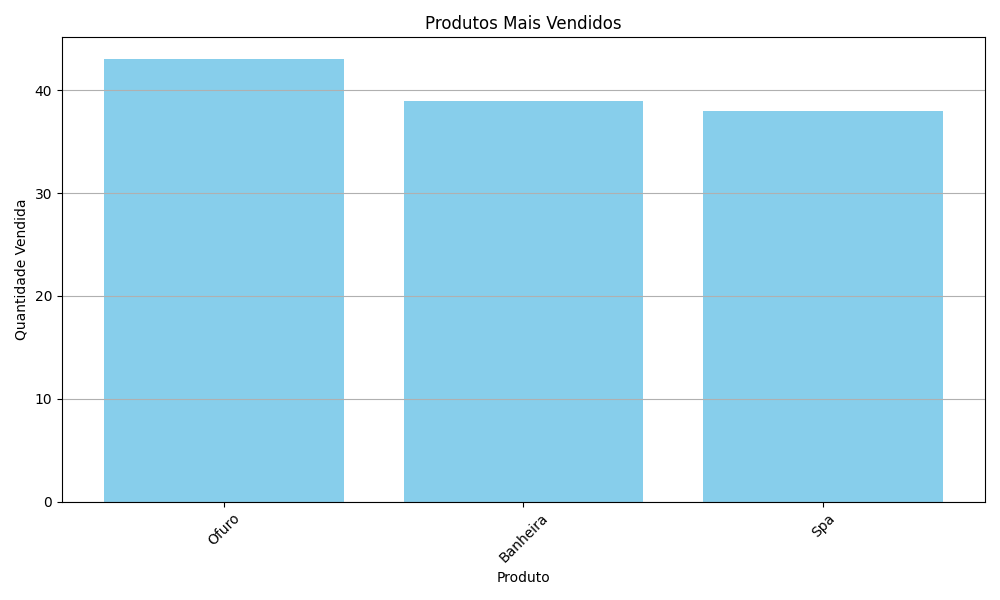 Produtos Mais Vendidos
Quantidade Vendida
40
30
20
10
0
Ofuro
Banheira
Spa
Produto